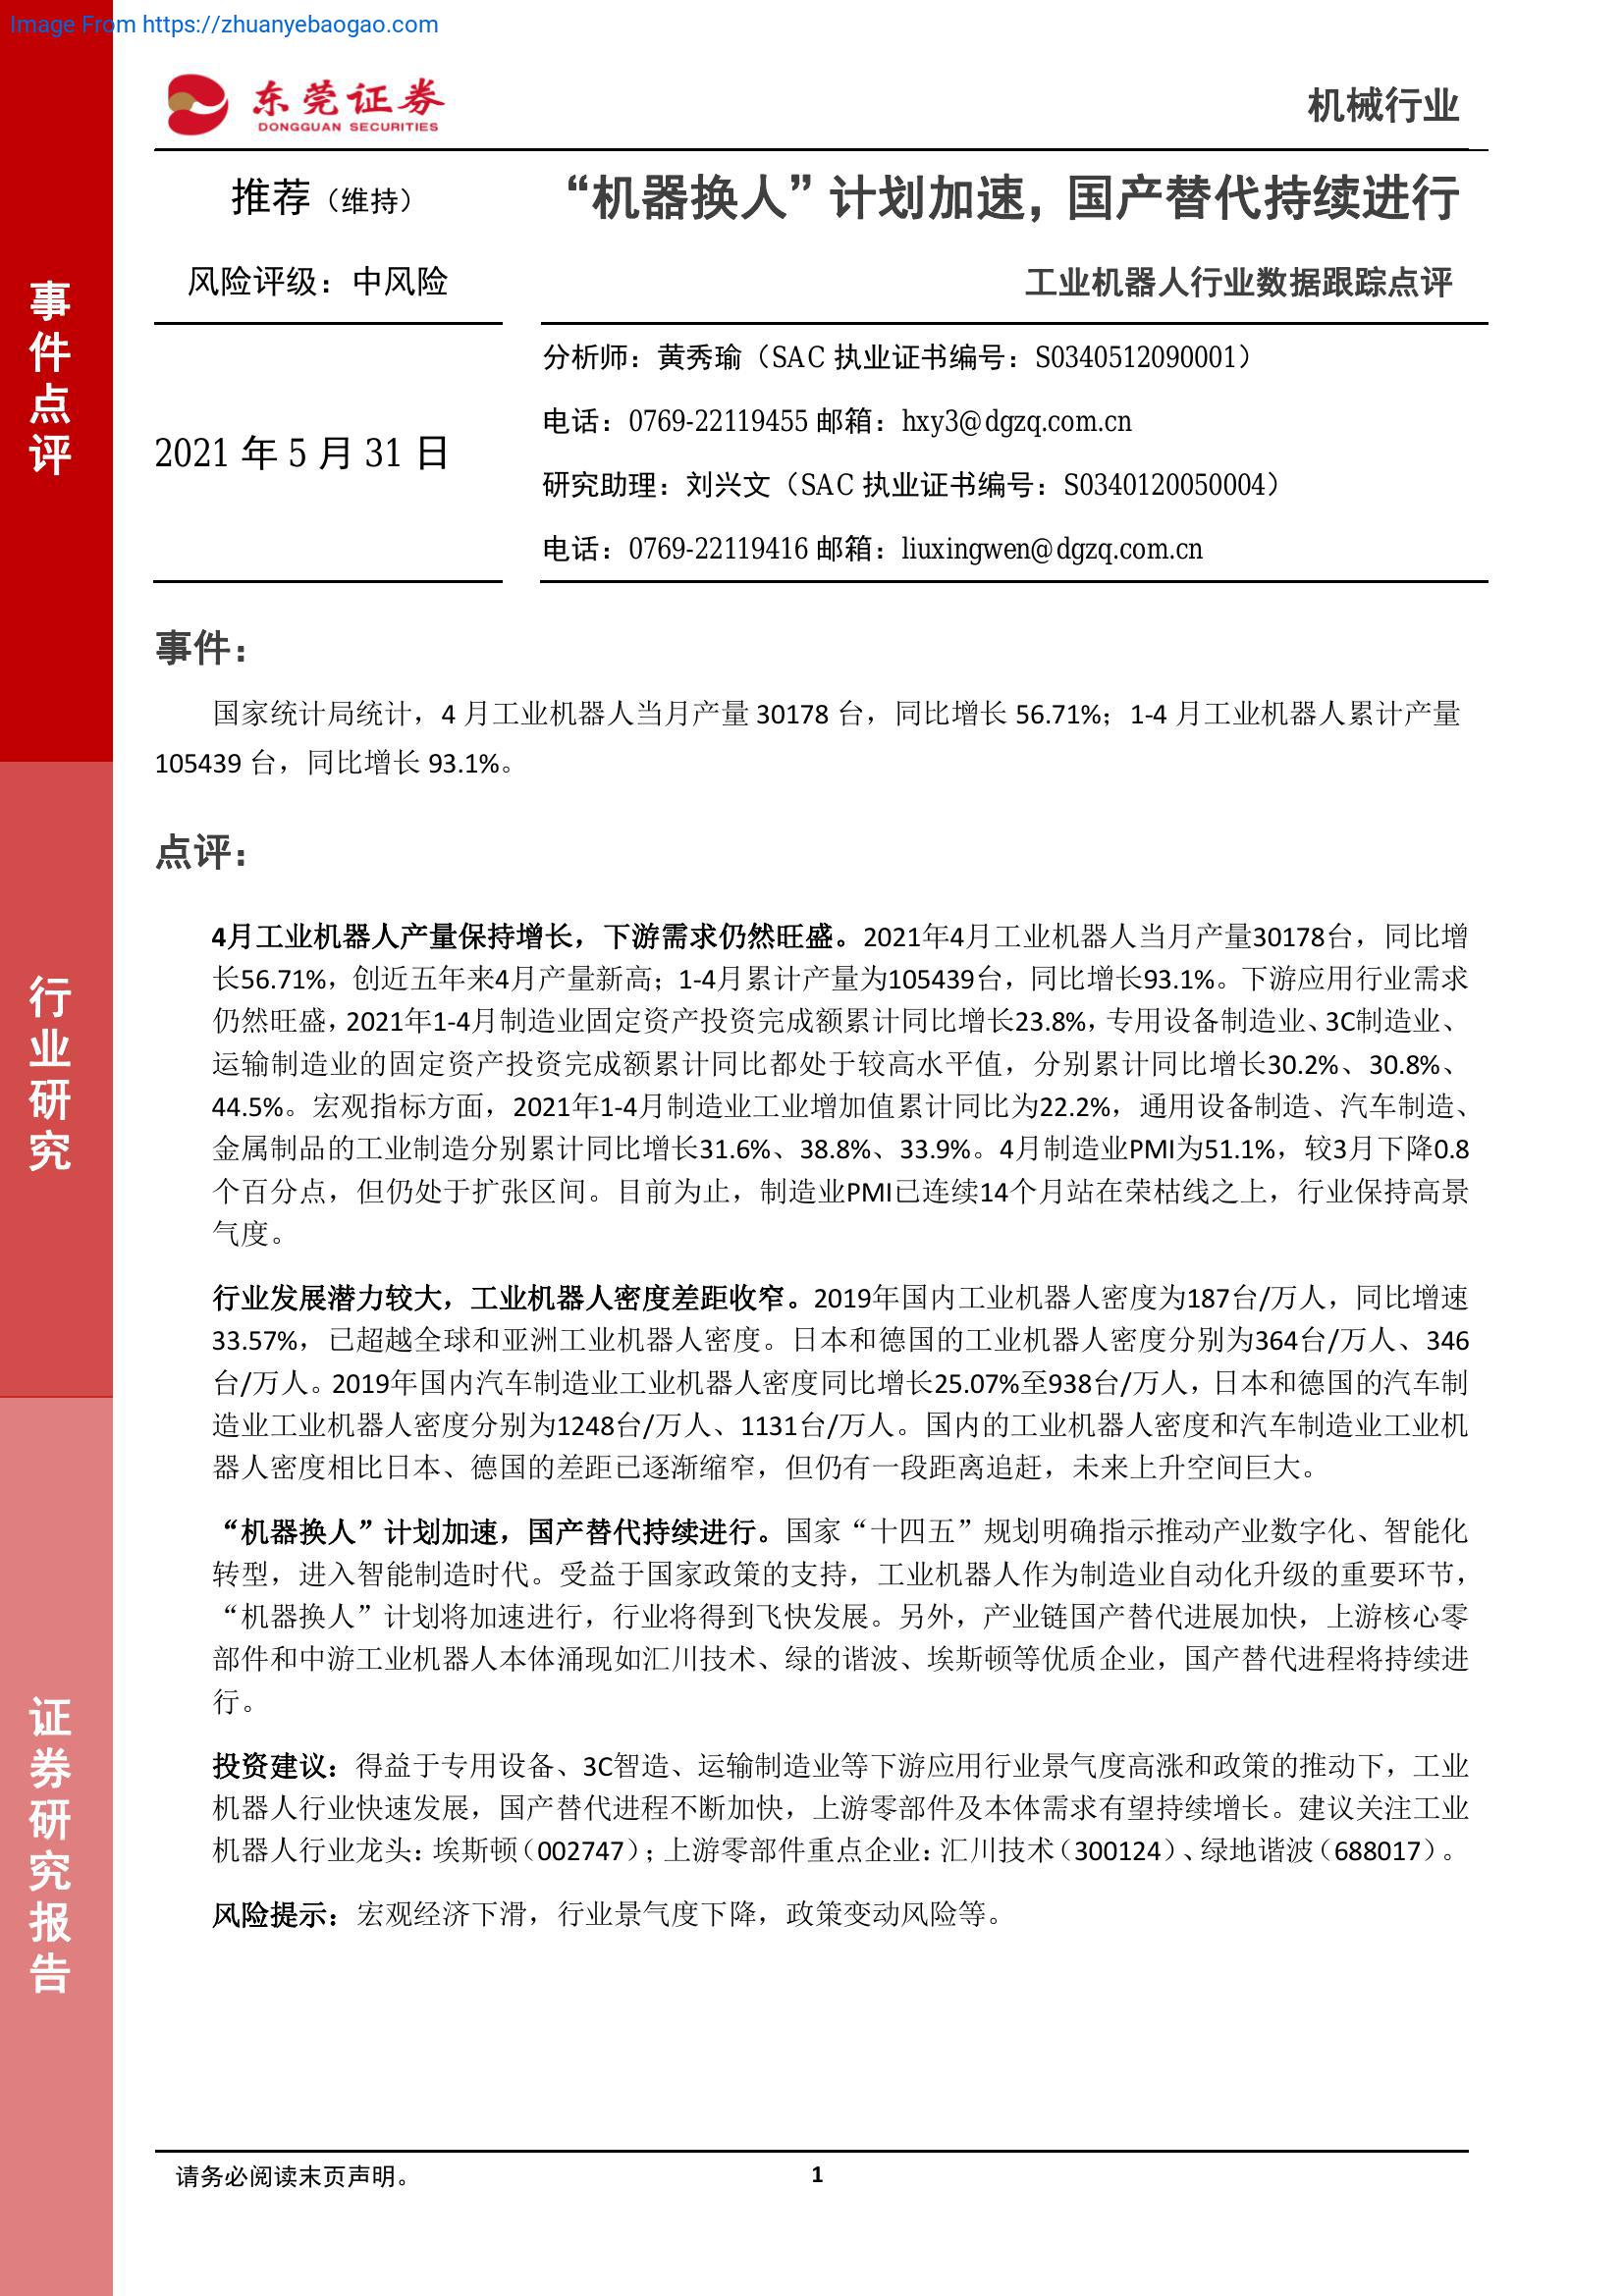 Image From https://zhuanyebaogao.com
东莞证券
DONGGUAN SECURITIES
机械行业
推荐（维持）
“机器换人”计划加速，国产替代持续进行
风险评级：中风险
工业机器人行业数据跟踪点评
2021 年 5 月 31 日
分析师：黄秀瑜（SAC 执业证书编号：S0340512090001）
电话：0769-22119455 邮箱：hxy3@dgzq.com.cn
研究助理：刘兴文（SAC 执业证书编号：S0340120050004）
电话：0769-22119416 邮箱：liuxingwen@dgzq.com.cn
事件点评
行业研究
证券研究报告
事件：
国家统计局统计，4 月工业机器人当月产量 30178 台，同比增长 56.71%；1-4 月工业机器人累计产量
105439 台，同比增长 93.1%。
点评：
4月工业机器人产量保持增长，下游需求仍然旺盛。2021年4月工业机器人当月产量30178台，同比增
长56.71%，创近五年来4月产量新高；1-4月累计产量为105439台，同比增长93.1%。下游应用行业需求
仍然旺盛，2021年1-4月制造业固定资产投资完成额累计同比增长23.8%，专用设备制造业、3C制造业、
运输制造业的固定资产投资完成额累计同比都处于较高水平值，分别累计同比增长30.2%、30.8%、
44.5%。宏观指标方面，2021年1-4月制造业工业增加值累计同比为22.2%，通用设备制造、汽车制造、
金属制品的工业制造分别累计同比增长31.6%、38.8%、33.9%。4月制造业PMI为51.1%，较3月下降0.8
个百分点，但仍处于扩张区间。目前为止，制造业PMI已连续14个月站在荣枯线之上，行业保持高景
气度。
行业发展潜力较大，工业机器人密度差距收窄。2019年国内工业机器人密度为187台/万人，同比增速
33.57%，已超越全球和亚洲工业机器人密度。日本和德国的工业机器人密度分别为364台/万人、346
台/万人。2019年国内汽车制造业工业机器人密度同比增长25.07%至938台/万人，日本和德国的汽车制
造业工业机器人密度分别为1248台/万人、1131台/万人。国内的工业机器人密度和汽车制造业工业机
器人密度相比日本、德国的差距已逐渐缩窄，但仍有一段距离追赶，未来上升空间巨大。
“机器换人”计划加速，国产替代持续进行。国家“十四五”规划明确指示推动产业数字化、智能化
转型，进入智能制造时代。受益于国家政策的支持，工业机器人作为制造业自动化升级的重要环节，
“机器换人”计划将加速进行，行业将得到飞快发展。另外，产业链国产替代进展加快，上游核心零
部件和中游工业机器人本体涌现如汇川技术、绿的谐波、埃斯顿等优质企业，国产替代进程将持续进
行。
投资建议：得益于专用设备、3C智造、运输制造业等下游应用行业景气度高涨和政策的推动下，工业
机器人行业快速发展，国产替代进程不断加快，上游零部件及本体需求有望持续增长。建议关注工业
机器人行业龙头：埃斯顿（002747）；上游零部件重点企业：汇川技术（300124）、绿地谐波（688017）。
风险提示：宏观经济下滑，行业景气度下降，政策变动风险等。
请务必阅读末页声明。
1